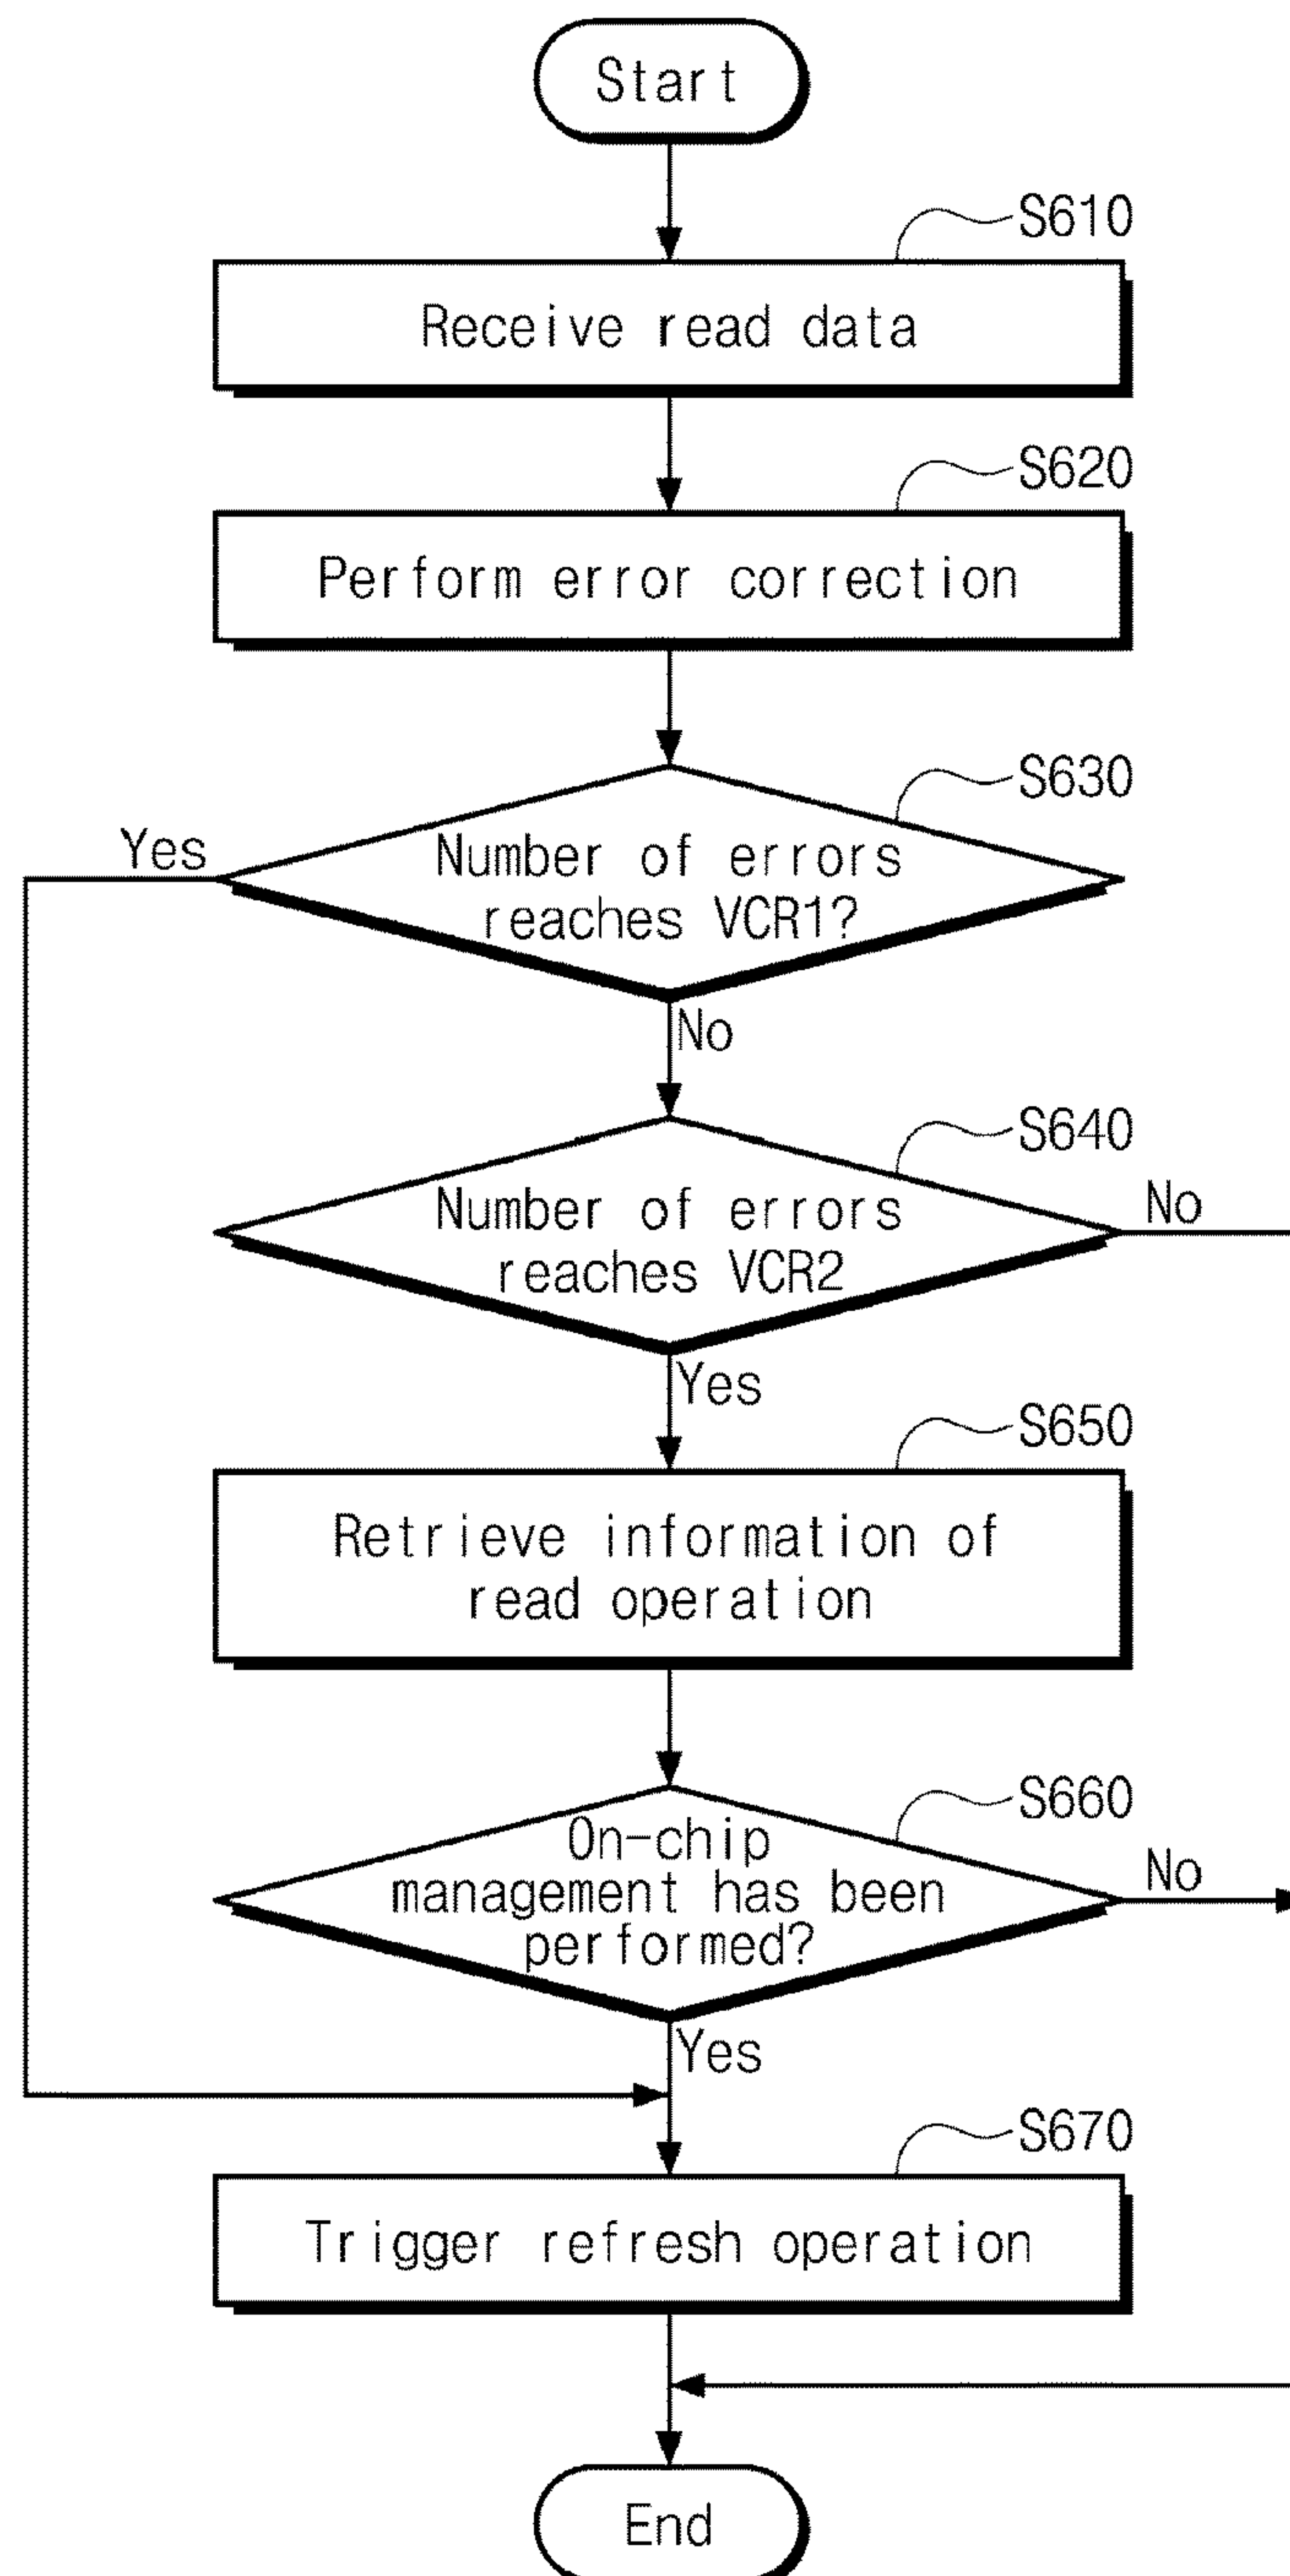 Start
S610
Receive read data
S620
Perform error correction
S630
Yes
Number of errors
reaches VCR1?
No
S640
Number of errors
reaches VCR2
No
Yes
S650
Retrieve information of
read operation
S660
On-chip
management has been
performed?
No
Yes
S670
Trigger refresh operation
End